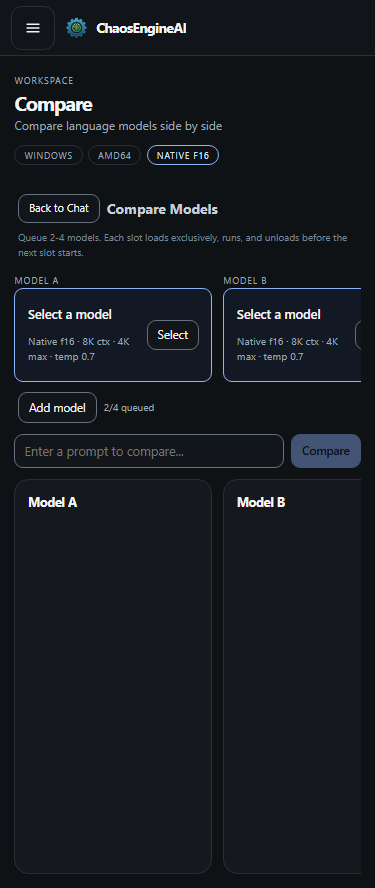 ChaosEngineAI
WORKSPACE
Compare
Compare language models side by side
WINDOWS AMD64 NATIVE F16
Back to Chat Compare Models
Queue 2-4 models. Each slot loads exclusively, runs, and unloads before the
next slot starts.
MODEL A
Select a model
Native f16 · 8K ctx · 4K
max · temp 0.7
Select
MODEL B
Select a model
Native f16 · 8K ctx · 4K
max · temp 0.7
Add model 2/4 queued
Enter a prompt to compare... Compare
Model A
Model B